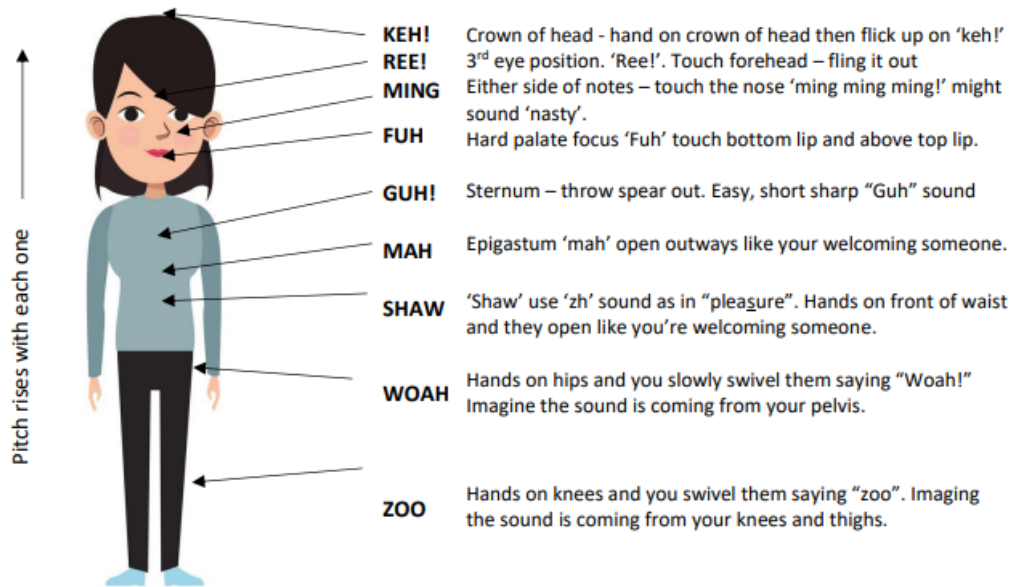 KEH! Crown of head - hand on crown of head then flick up on ‘keh!’
REE! 3rd eye position. ‘Ree!’. Touch forehead – fling it out
MING Either side of notes – touch the nose ‘ming ming ming!’ might
sound ‘nasty’.
FUH Hard palate focus ‘Fuh’ touch bottom lip and above top lip.
GUH! Sternum – throw spear out. Easy, short sharp “Guh” sound
MAH Epigastum ‘mah’ open outways like your welcoming someone.
SHAW ‘Shaw’ use ‘zh’ sound as in “pleasure”. Hands on front of waist
and they open like you’re welcoming someone.
WOAH Hands on hips and you slowly swivel them saying “Woah!”
Imagine the sound is coming from your pelvis.
ZOO Hands on knees and you swivel them saying “zoo”. Imaging
the sound is coming from your knees and thighs.
Pitch rises with each one